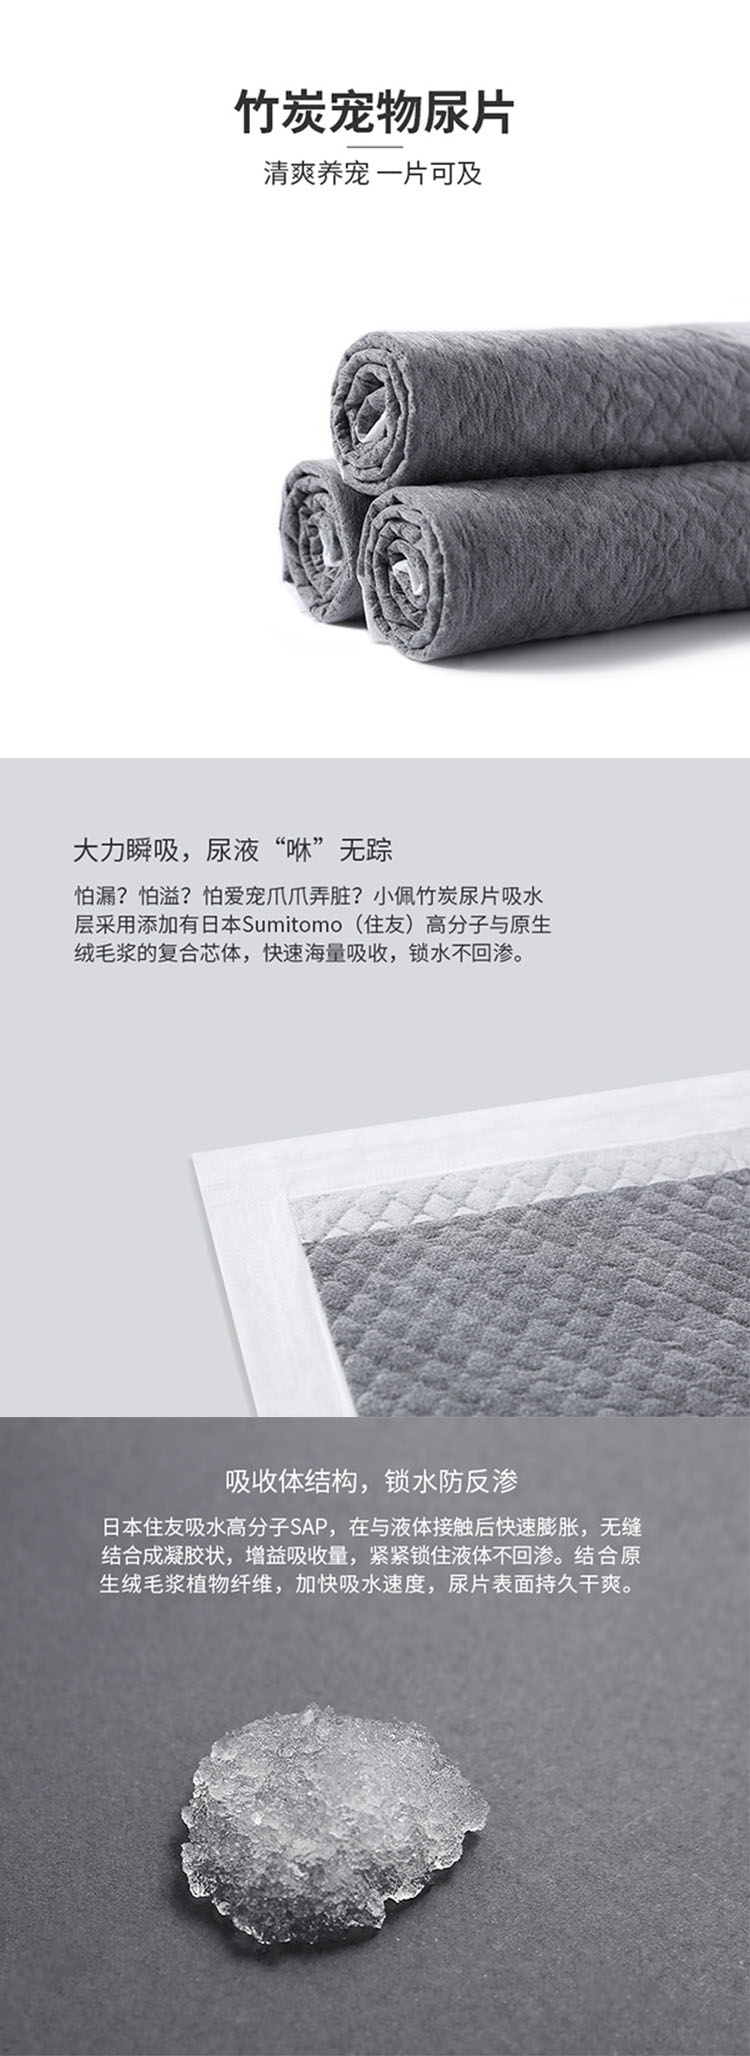 竹炭宠物尿片
清爽养宠 一片可及
大力瞬吸，尿液“咻”无踪
怕漏？怕溢？怕爱宠爪爪弄脏？小佩竹炭尿片吸水
层采用添加有日本Sumitomo（住友）高分子与原生
绒毛浆的复合芯体，快速海量吸收，锁水不回渗。
吸收体结构，锁水防反渗
日本住友吸水高分子SAP，在与液体接触后快速膨胀，无缝
结合成凝胶状，增益吸收量，紧紧锁住液体不回渗。结合原
生绒毛浆植物纤维，加快吸水速度，尿片表面持久干爽。